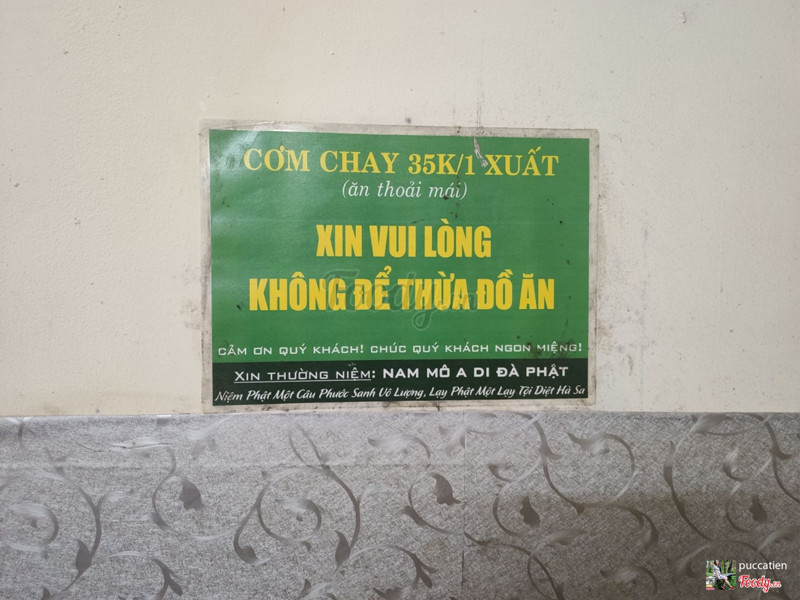 CƠM CHAY 35K/1 XUẤT
(ăn thoải mái)
XIN VUI LÒNG
KHÔNG ĐỂ THỪA ĐỒ ĂN
Foody.vn
CẢM ƠN QUÝ KHÁCH! CHÚC QUÝ KHÁCH NGON MIỆNG!
XIN THƯỜNG NIỆM: NAM MÔ A DI ĐÀ PHẬT
Niệm Phật Một Câu Phước Sanh Vô Lượng, Lạy Phật Một Lạy Tội Diệt Hà Sa
puccatien
Foody.vn